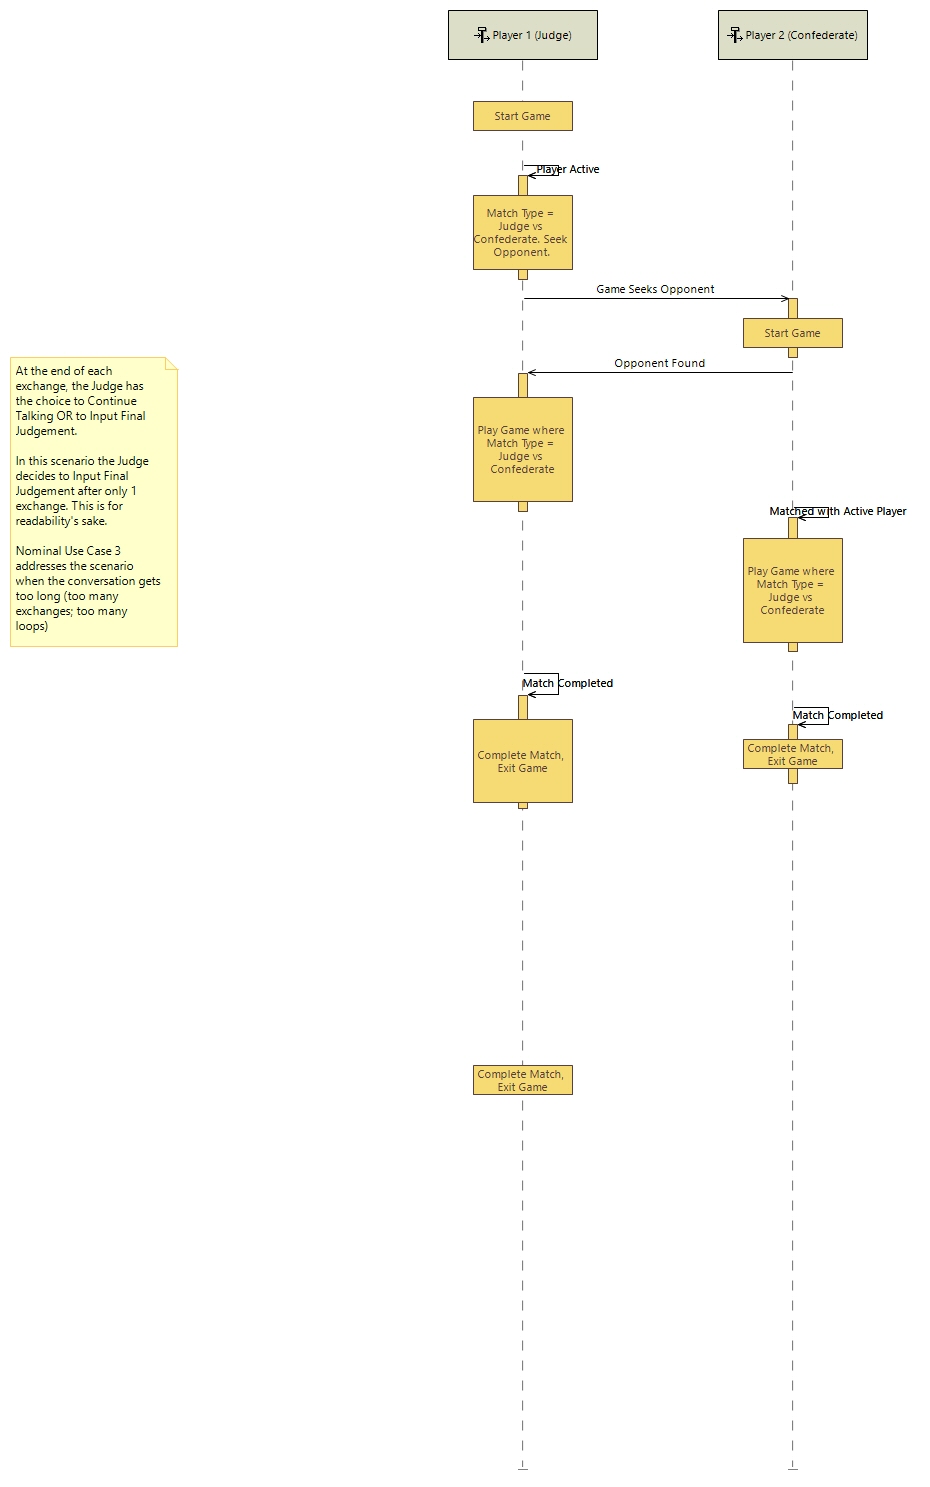 Player 1 (Judge)
Player 2 (Confederate)
Start Game
Player Active
Match Type =
Judge vs
Confederate. Seek
Opponent.
Game Seeks Opponent
Start Game
Opponent Found
At the end of each
exchange, the Judge has
the choice to Continue
Talking OR to Input Final
Judgement.
In this scenario the Judge
decides to Input Final
Judgement after only 1
exchange. This is for
readability's sake.
Nominal Use Case 3
addresses the scenario
when the conversation gets
too long (too many
exchanges; too many
loops)
Play Game where
Match Type =
Judge vs
Confederate
Matched with Active Player
Play Game where
Match Type =
Judge vs
Confederate
Match Completed
Match Completed
Complete Match,
Exit Game
Complete Match,
Exit Game
Complete Match,
Exit Game